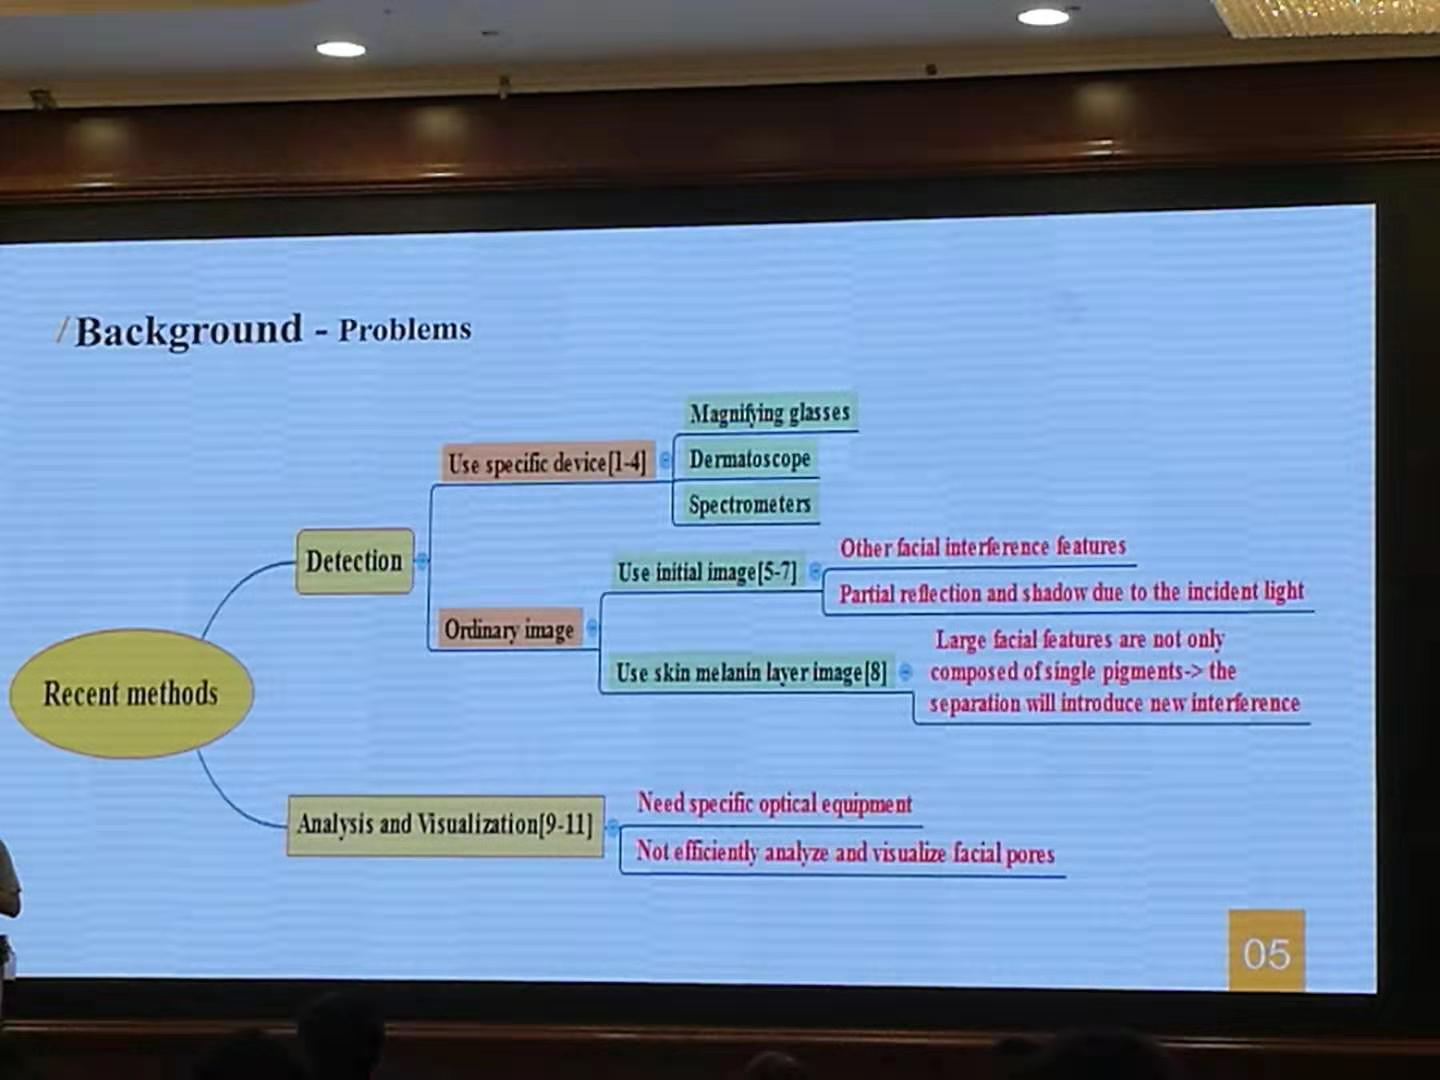 /Background - Problems
Magnifying glasses
Use specific device[1-4]
Dermatoscope
Spectrometers
Detection
Other facial interference features
Use initial image[5-7]
Partial reflection and shadow due to the incident light
Ordinary image
Large facial features are not only
Use skin melanin layer image[8]
composed of single pigments-> the
separation will introduce new interference
Recent methods
Need specific optical equipment
Analysis and Visualization[9-11]
Not efficiently analyze and visualize facial pores
05